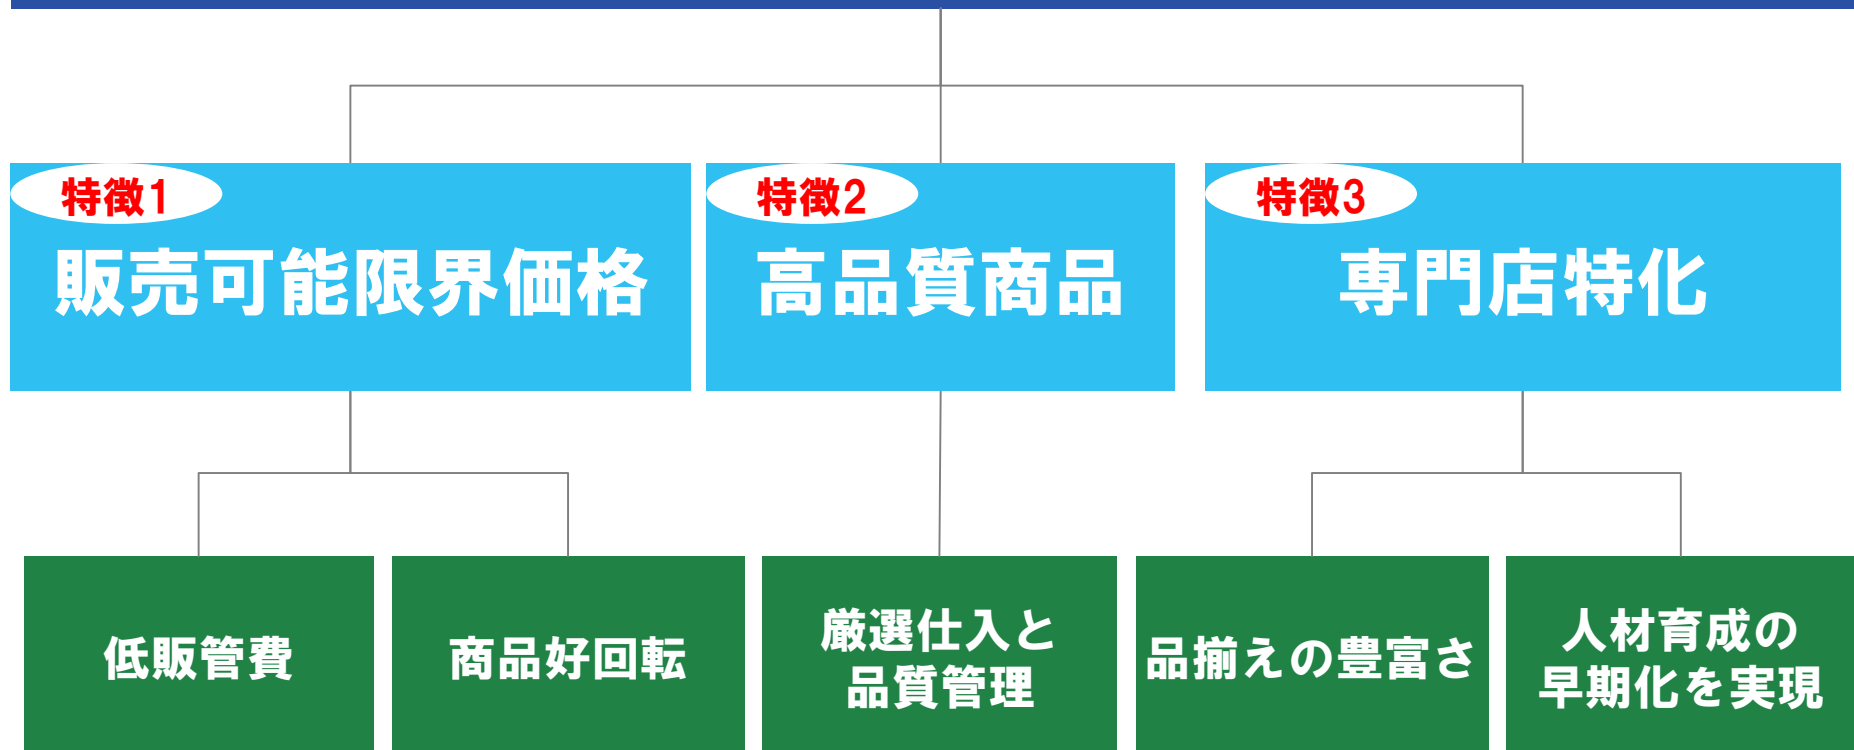 特徴1
販売可能限界価格
特徴2
高品質商品
特徴3
専門店特化
低販管費
商品好回転
厳選仕入と
品質管理
品揃えの豊富さ
人材育成の
早期化を実現